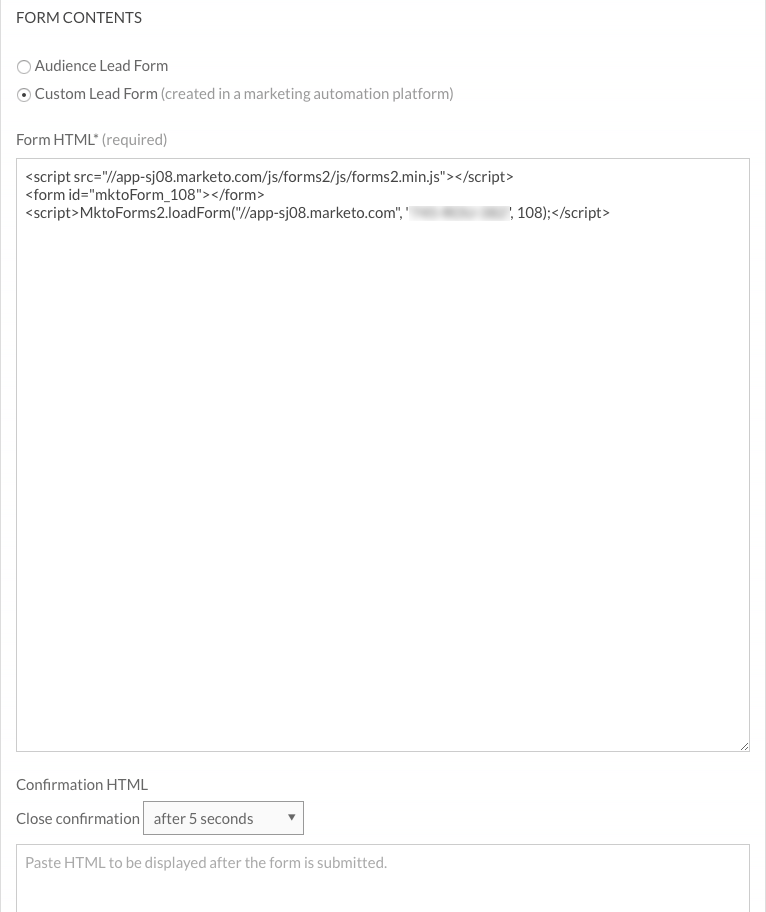 FORM CONTENTS
Audience Lead Form
Custom Lead Form (created in a marketing automation platform)
Form HTML* (required)
<script src="//app-sj08.marketo.com/js/forms2/js/forms2.min.js"></script>
<form id="mktoForm_108"></form>
<script>MktoForms2.loadForm("//app-sj08.marketo.com", '', 108);</script>
Confirmation HTML
Close confirmation after 5 seconds
Paste HTML to be displayed after the form is submitted.